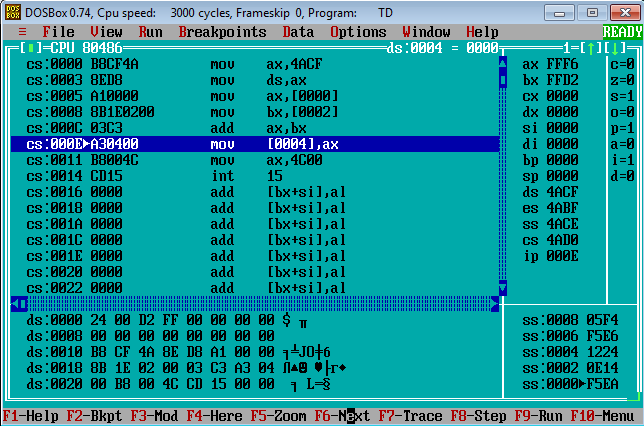 DOSBox 0.74, Cpu speed: 3000 cycles, Frameskip 0, Program: TD
≡ File View Run Breakpoints Data Options Window Help READY
[■]=CPU 80486 ds:0004 = 0000 1=[↑][↓]
cs:0000 B8CF4A mov ax,4ACF ax FFF6 c=0
cs:0003 8ED8 mov ds,ax bx FFD2 z=0
cs:0005 A10000 mov ax,[0000] cx 0000 s=1
cs:0008 8B1E0200 mov bx,[0002] dx 0000 o=0
cs:000C 03C3 add ax,bx si 0000 p=1
cs:000E►A30400 mov [0004],ax di 0000 a=0
cs:0011 B8004C mov ax,4C00 bp 0000 i=1
cs:0014 CD15 int 15 sp 0000 d=0
cs:0016 0000 add [bx+si],al ds 4ACF
cs:0018 0000 add [bx+si],al es 4ABF
cs:001A 0000 add [bx+si],al ss 4ACE
cs:001C 0000 add [bx+si],al cs 4AD0
cs:001E 0000 add [bx+si],al ip 000E
cs:0020 0000 add [bx+si],al
cs:0022 0000 add [bx+si],al
ds:0000 24 00 D2 FF 00 00 00 00 $ ╥ ss:0008 05F4
ds:0008 00 00 00 00 00 00 00 00 ss:0006 F5E6
ds:0010 B8 CF 4A 8E D8 A1 00 00 ╕╧JÄ╪í ss:0004 1224
ds:0018 8B 1E 02 00 03 C3 A3 04 ï▲☻ ♥├ú♦ ss:0002 0E14
ds:0020 00 B8 00 4C CD 15 00 00 ╕ L═§ ss:0000►F5EA
F1-Help F2-Bkpt F3-Mod F4-Here F5-Zoom F6-Next F7-Trace F8-Step F9-Run F10-Menu